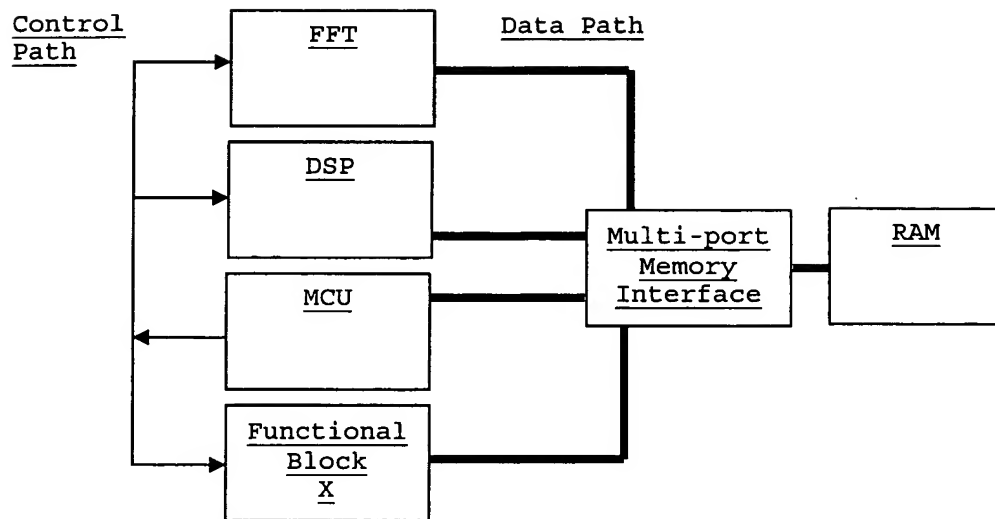 Control
Path
FFT
Data Path
DSP
Multi-port
Memory
Interface
RAM
MCU
Functional
Block
X